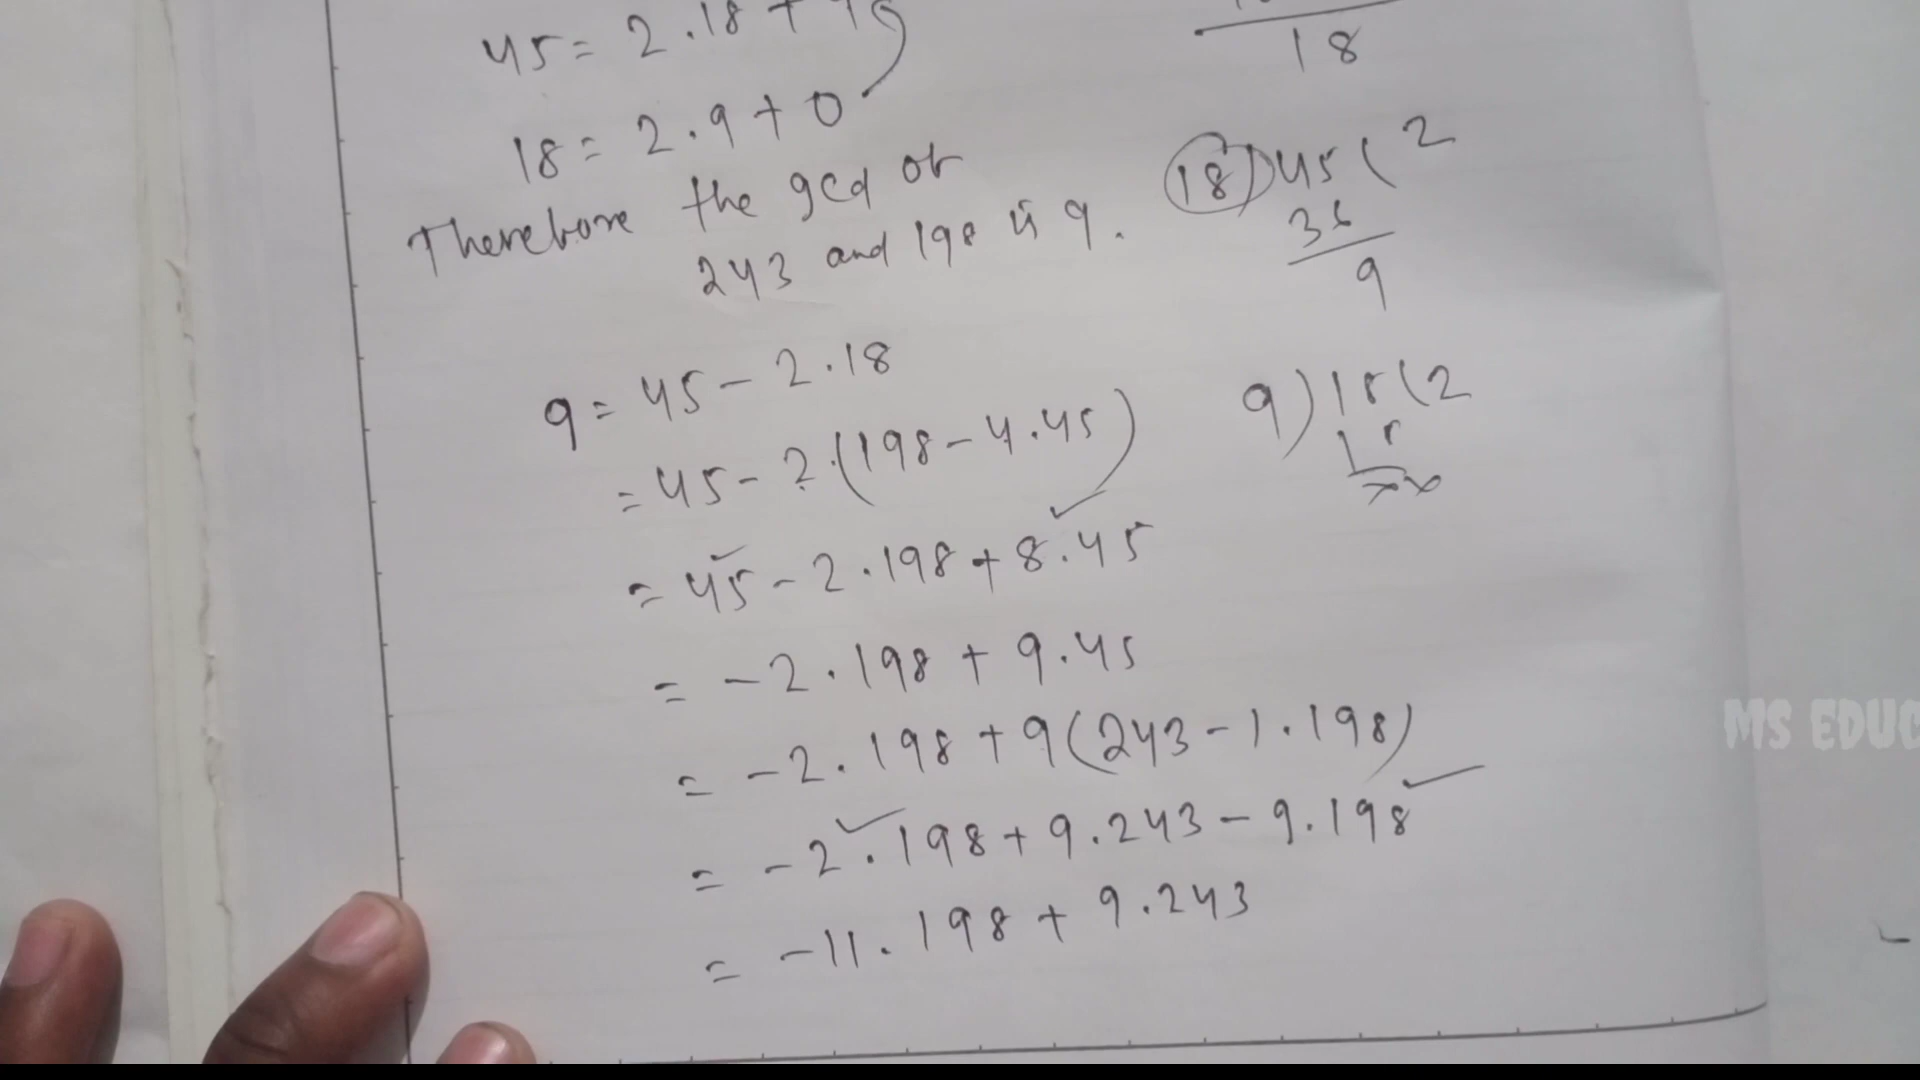 45 = 2.18 + 9
18 = 2.9 + 0
Therefore the gcd of
243 and 198 is 9.
9 = 45 - 2.18
= 45 - 2.(198 - 4.45)
= 45 - 2.198 + 8.45
= -2.198 + 9.45
= -2.198 + 9(243 - 1.198)
= -2.198 + 9.243 - 9.198
= -11.198 + 9.243
18
18)45(2
36
9
9)18(2
18
MS EDUC